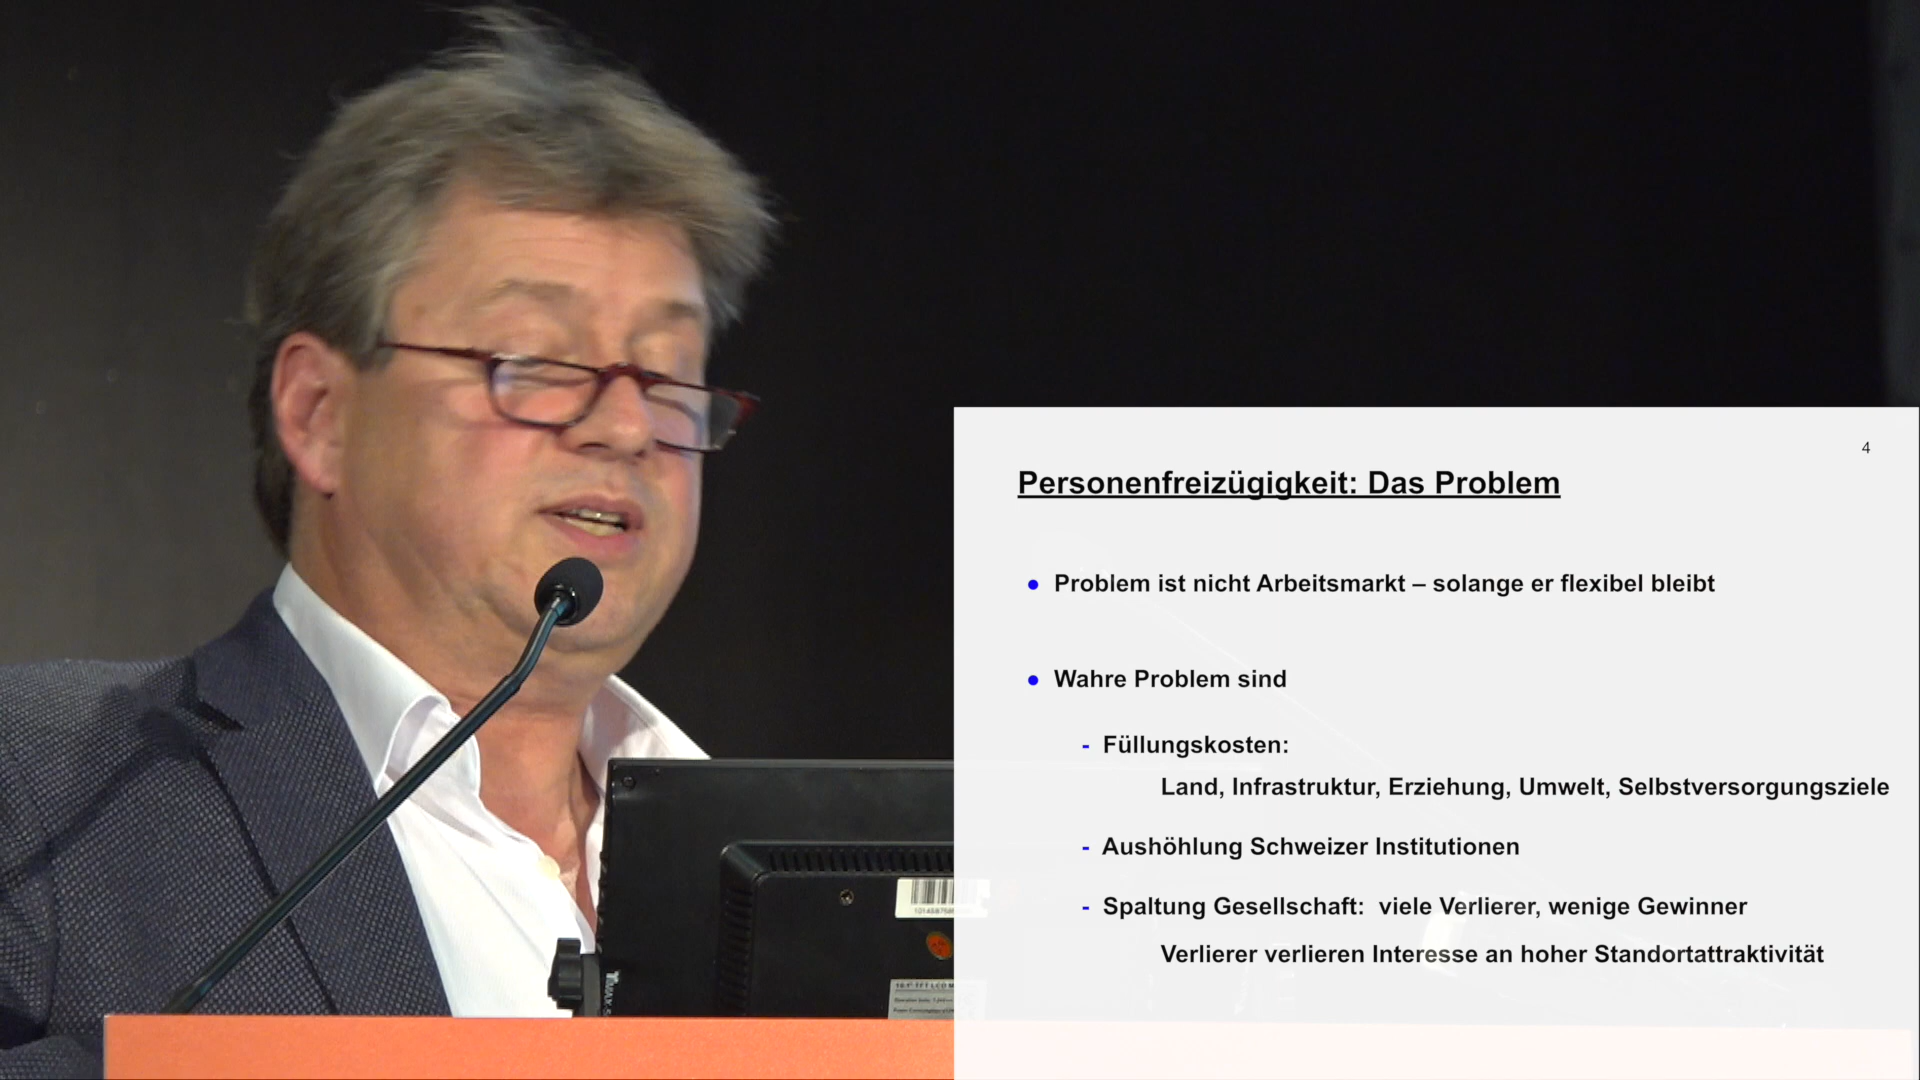 4
Personenfreizügigkeit: Das Problem
● Problem ist nicht Arbeitsmarkt – solange er flexibel bleibt
● Wahre Problem sind
- Füllungskosten:
Land, Infrastruktur, Erziehung, Umwelt, Selbstversorgungsziele
- Aushöhlung Schweizer Institutionen
- Spaltung Gesellschaft: viele Verlierer, wenige Gewinner
Verlierer verlieren Interesse an hoher Standortattraktivität